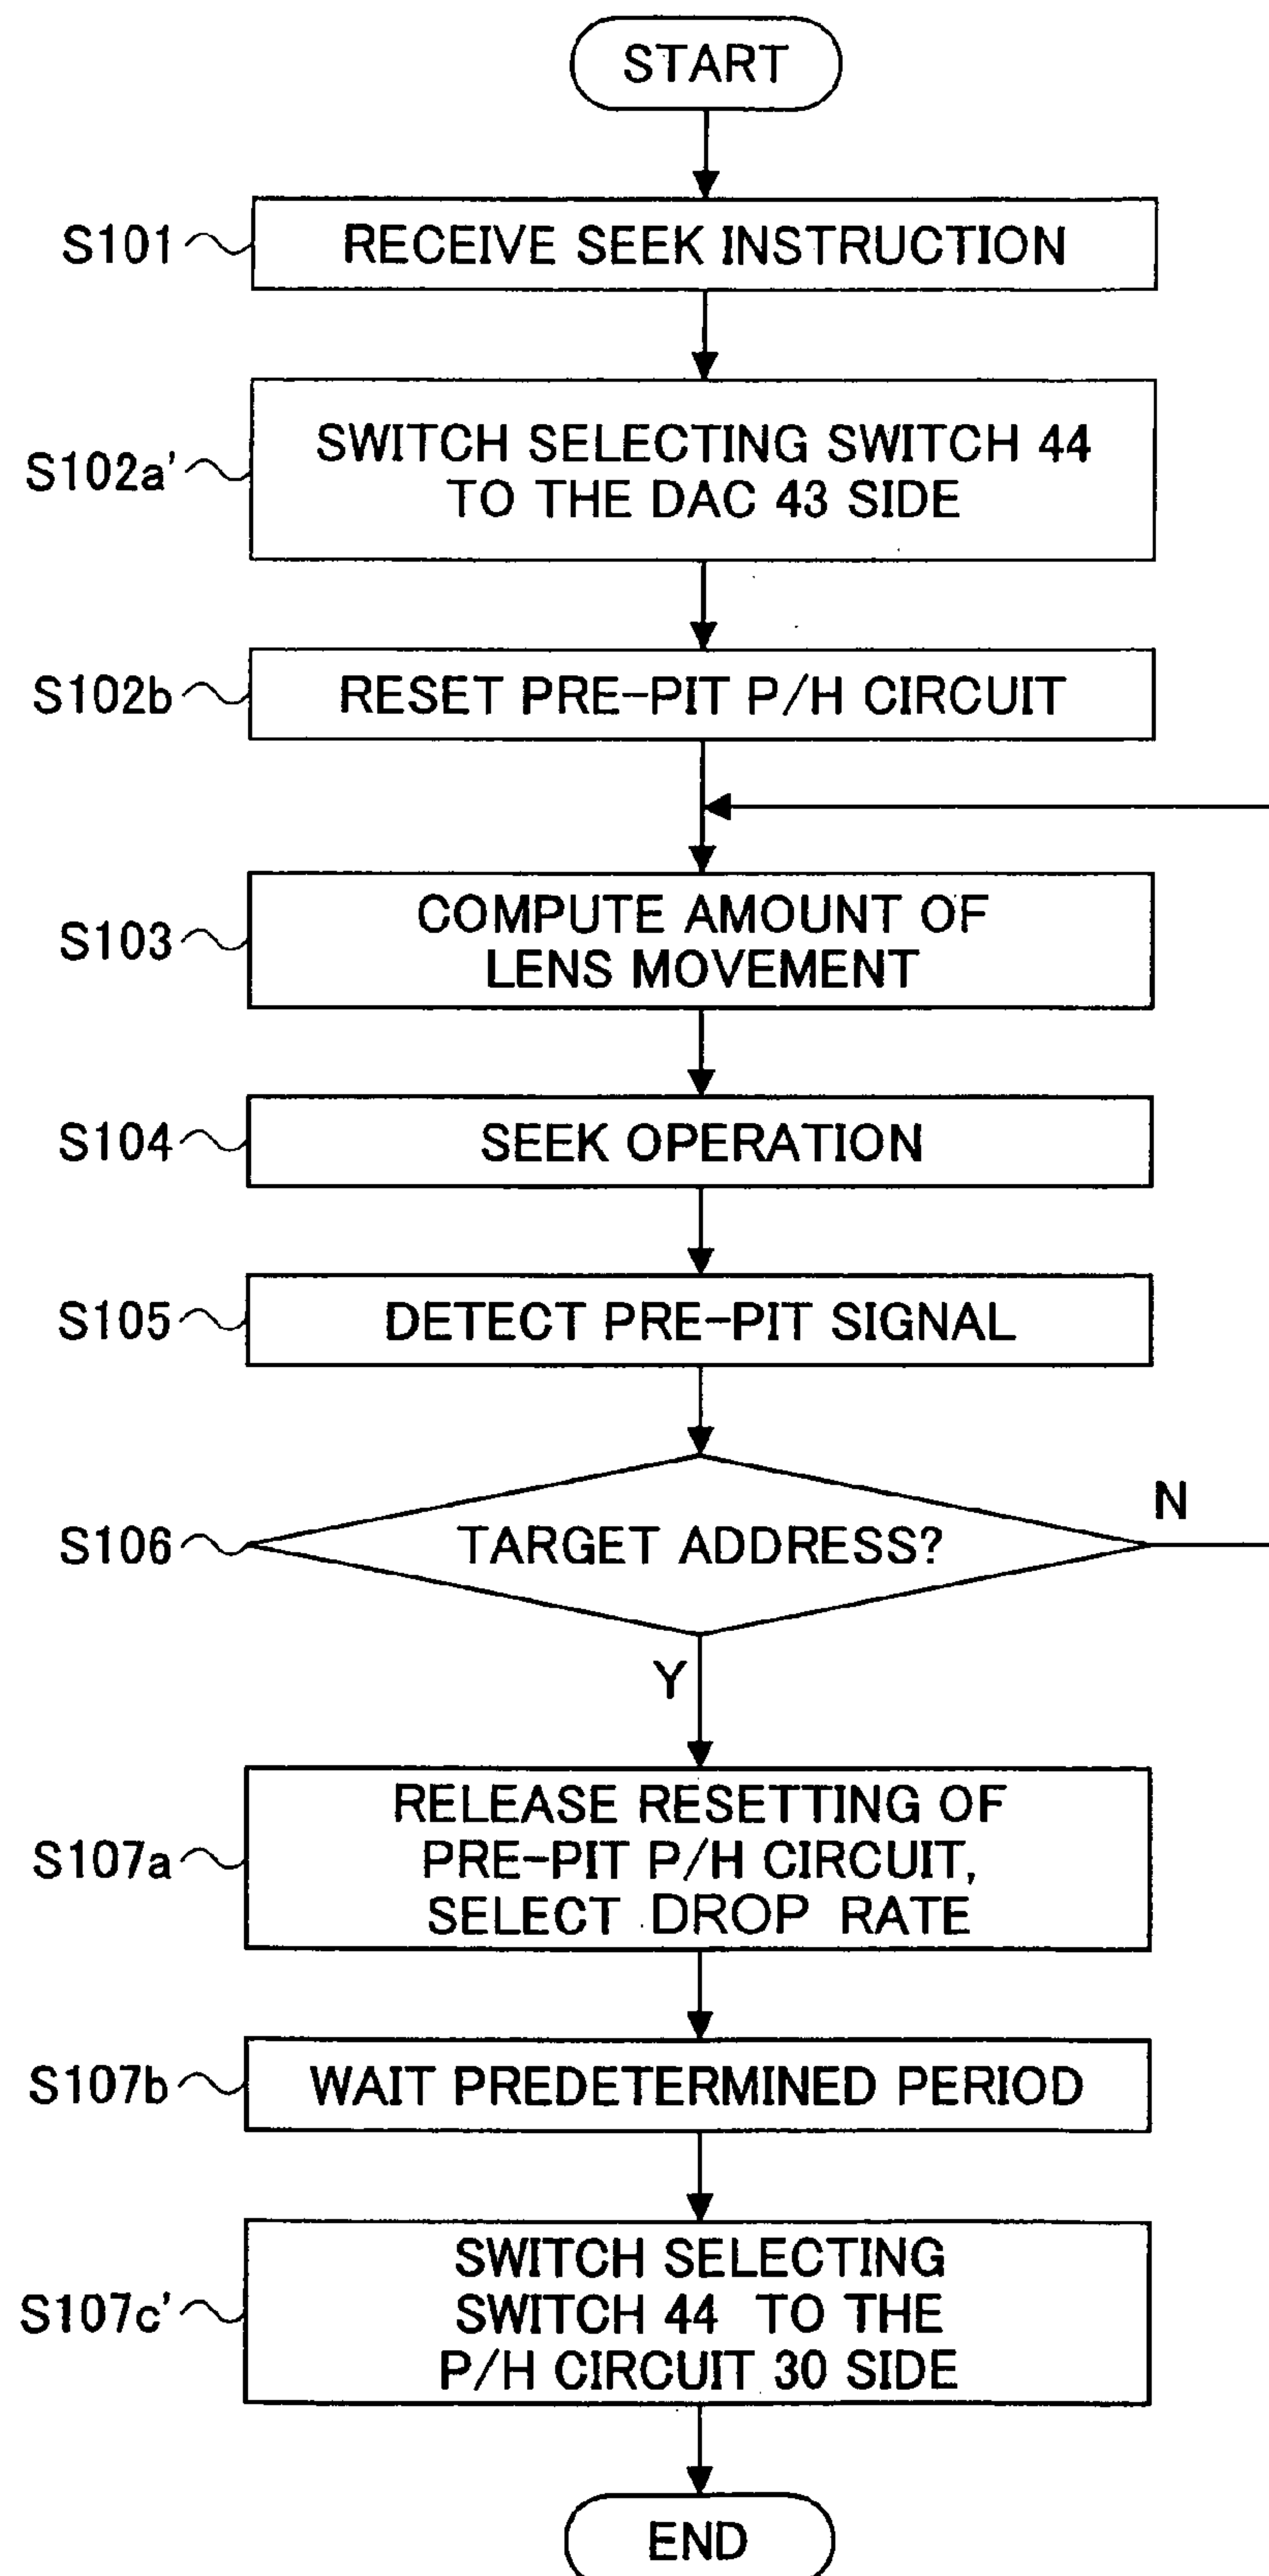 START
S101
RECEIVE SEEK INSTRUCTION
S102a'
SWITCH SELECTING SWITCH 44
TO THE DAC 43 SIDE
S102b
RESET PRE-PIT P/H CIRCUIT
S103
COMPUTE AMOUNT OF
LENS MOVEMENT
S104
SEEK OPERATION
S105
DETECT PRE-PIT SIGNAL
S106
TARGET ADDRESS?
N
Y
S107a
RELEASE RESETTING OF
PRE-PIT P/H CIRCUIT,
SELECT DROP RATE
S107b
WAIT PREDETERMINED PERIOD
S107c'
SWITCH SELECTING
SWITCH 44 TO THE
P/H CIRCUIT 30 SIDE
END